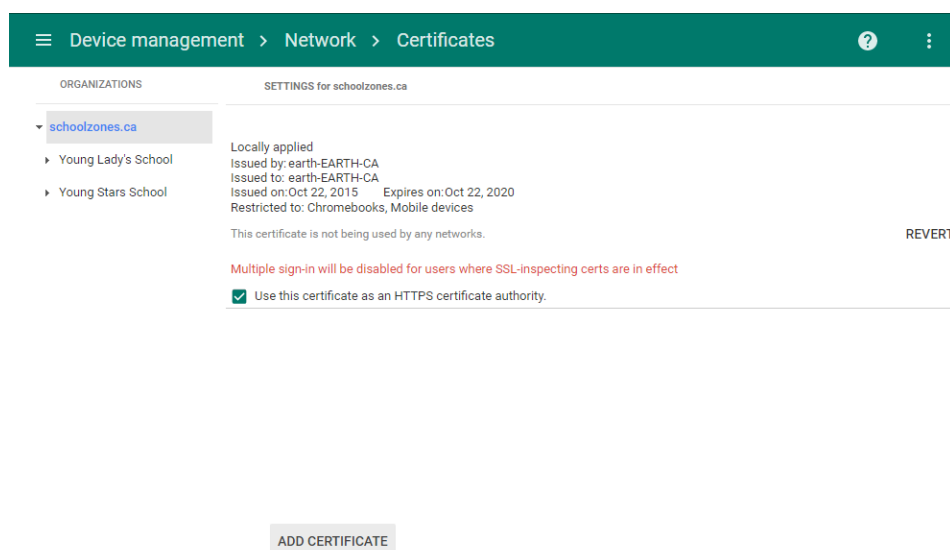 Device management > Network > Certificates
ORGANIZATIONS
SETTINGS for schoolzones.ca
schoolzones.ca
Young Lady's School
Young Stars School
Locally applied
Issued by: earth-EARTH-CA
Issued to: earth-EARTH-CA
Issued on:Oct 22, 2015 Expires on:Oct 22, 2020
Restricted to: Chromebooks, Mobile devices
This certificate is not being used by any networks.
REVERT
Multiple sign-in will be disabled for users where SSL-inspecting certs are in effect
Use this certificate as an HTTPS certificate authority.
ADD CERTIFICATE